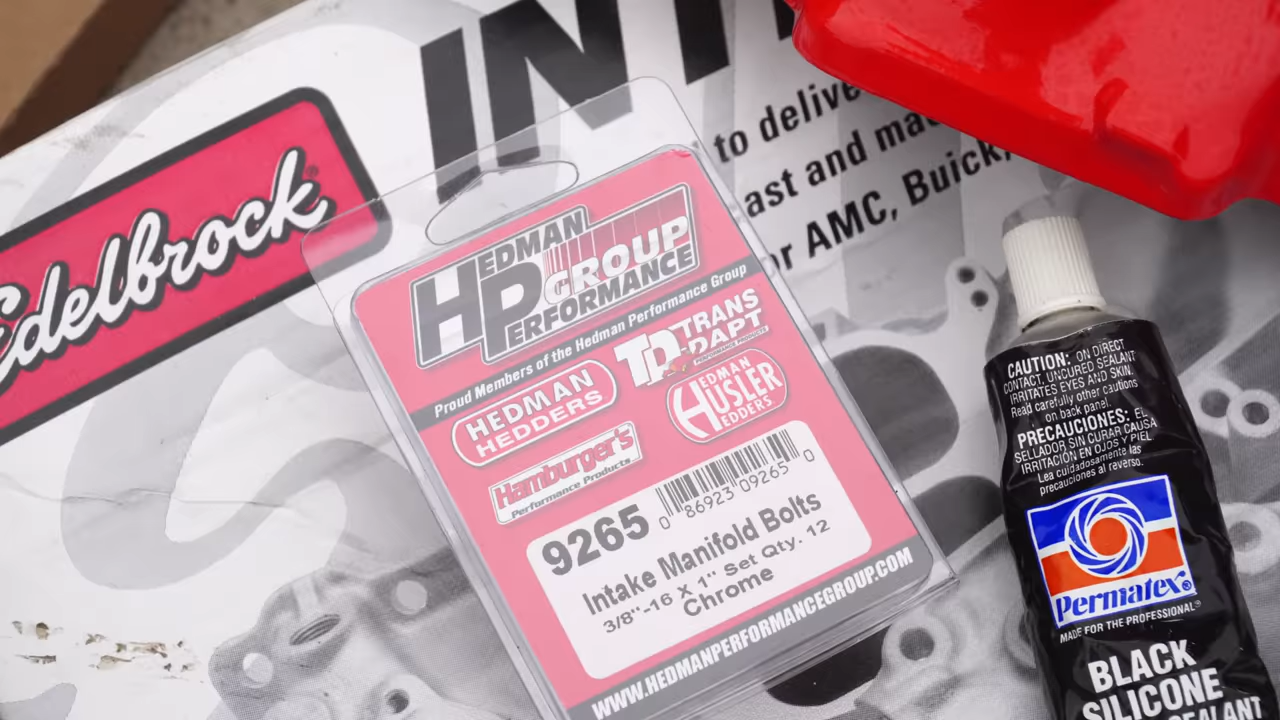 Edelbrock®
to delive
ast and ma
or AMC, Buick,
HEDMAN
PERFORMANCE
GROUP
Proud Members of the Hedman Performance Group
HEDMAN
HEDDERS
TD TRANS
DAPT
PERFORMANCE PRODUCTS
HEDMAN
HUSLER
HEDDERS
Hamburger's
Performance Products
9265
0 86923 09265 0
Intake Manifold Bolts
3/8"-16 X 1" Set Qty. 12
Chrome
WWW.HEDMANPERFORMANCEGROUP.COM
CAUTION: ON DIRECT
CONTACT, UNCURED SEALANT
IRRITATES EYES AND SKIN.
Read carefully other cautions
on back panel.
PRECAUCIONES: EL
SELLADOR SIN CURAR CAUSA
IRRITACIÓN EN OJOS Y PIEL
Lea cuidadosamente las
precauciones al reverso.
Permatex®
MADE FOR THE PROFESSIONAL®
BLACK
SILICONE
SEALANT